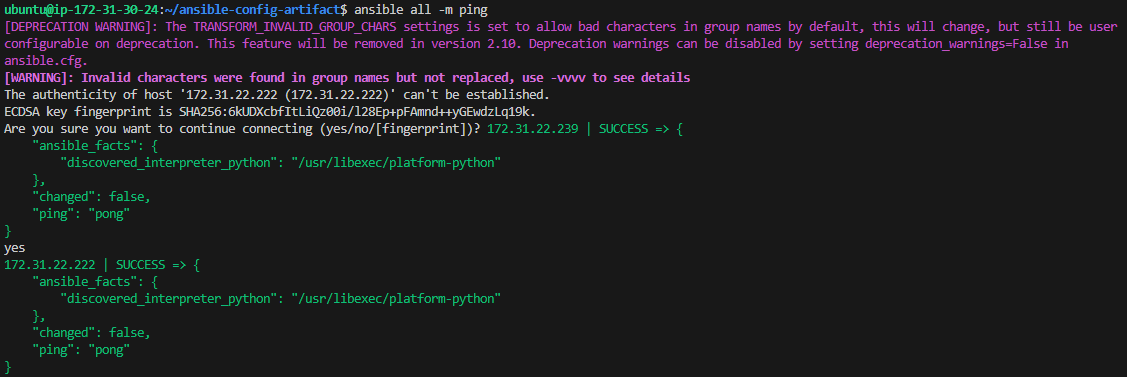 ubuntu@ip-172-31-30-24:~/ansible-config-artifact$ ansible all -m ping
[DEPRECATION WARNING]: The TRANSFORM_INVALID_GROUP_CHARS settings is set to allow bad characters in group names by default, this will change, but still be user
configurable on deprecation. This feature will be removed in version 2.10. Deprecation warnings can be disabled by setting deprecation_warnings=False in
ansible.cfg.
[WARNING]: Invalid characters were found in group names but not replaced, use -vvvv to see details
The authenticity of host '172.31.22.222 (172.31.22.222)' can't be established.
ECDSA key fingerprint is SHA256:6kUDXcbfItLiQz00i/l28Ep+pFAmnd++yGEwdzLq19k.
Are you sure you want to continue connecting (yes/no/[fingerprint])? 172.31.22.239 | SUCCESS => {
    "ansible_facts": {
        "discovered_interpreter_python": "/usr/libexec/platform-python"
    },
    "changed": false,
    "ping": "pong"
}
yes
172.31.22.222 | SUCCESS => {
    "ansible_facts": {
        "discovered_interpreter_python": "/usr/libexec/platform-python"
    },
    "changed": false,
    "ping": "pong"
}